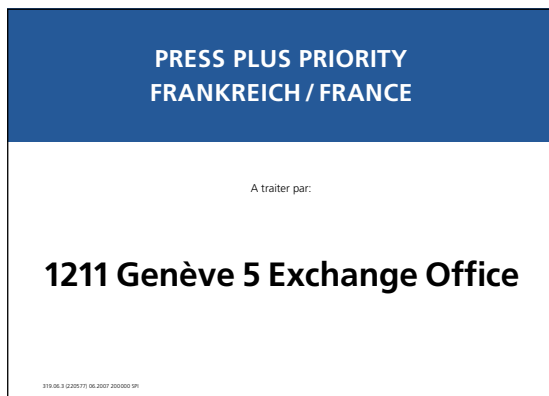 PRESS PLUS PRIORITY
FRANKREICH / FRANCE
A traiter par:
1211 Genève 5 Exchange Office
319.06.3 (220577) 06.2007 200000 SPI